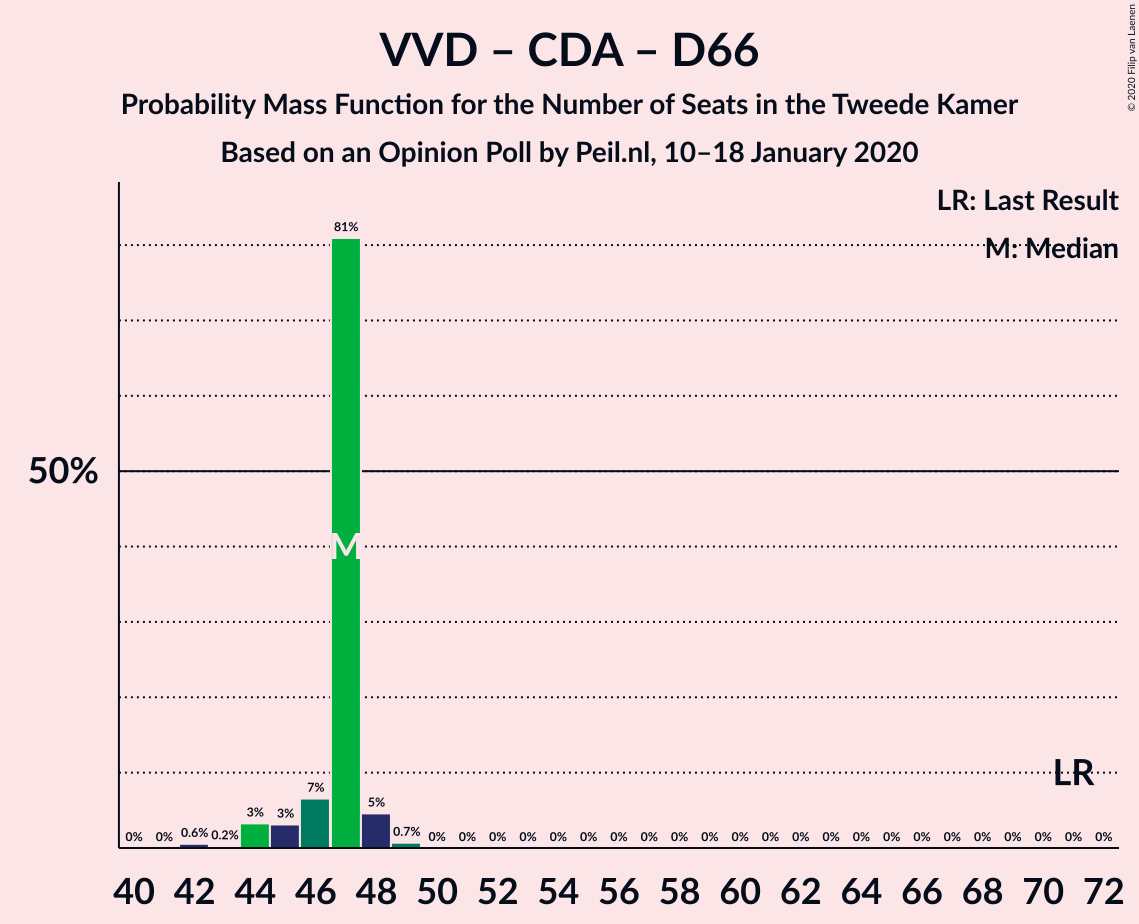 © 2020 Filip van Laenen
VVD – CDA – D66
Probability Mass Function for the Number of Seats in the Tweede Kamer
Based on an Opinion Poll by Peil.nl, 10–18 January 2020
LR: Last Result
M: Median
81%
50%
M
LR
0% 0% 0.6% 0.2% 3% 3% 7% 5% 0.7% 0% 0% 0% 0% 0% 0% 0% 0% 0% 0% 0% 0% 0% 0% 0% 0% 0% 0% 0% 0% 0% 0% 0%
40 42 44 46 48 50 52 54 56 58 60 62 64 66 68 70 72